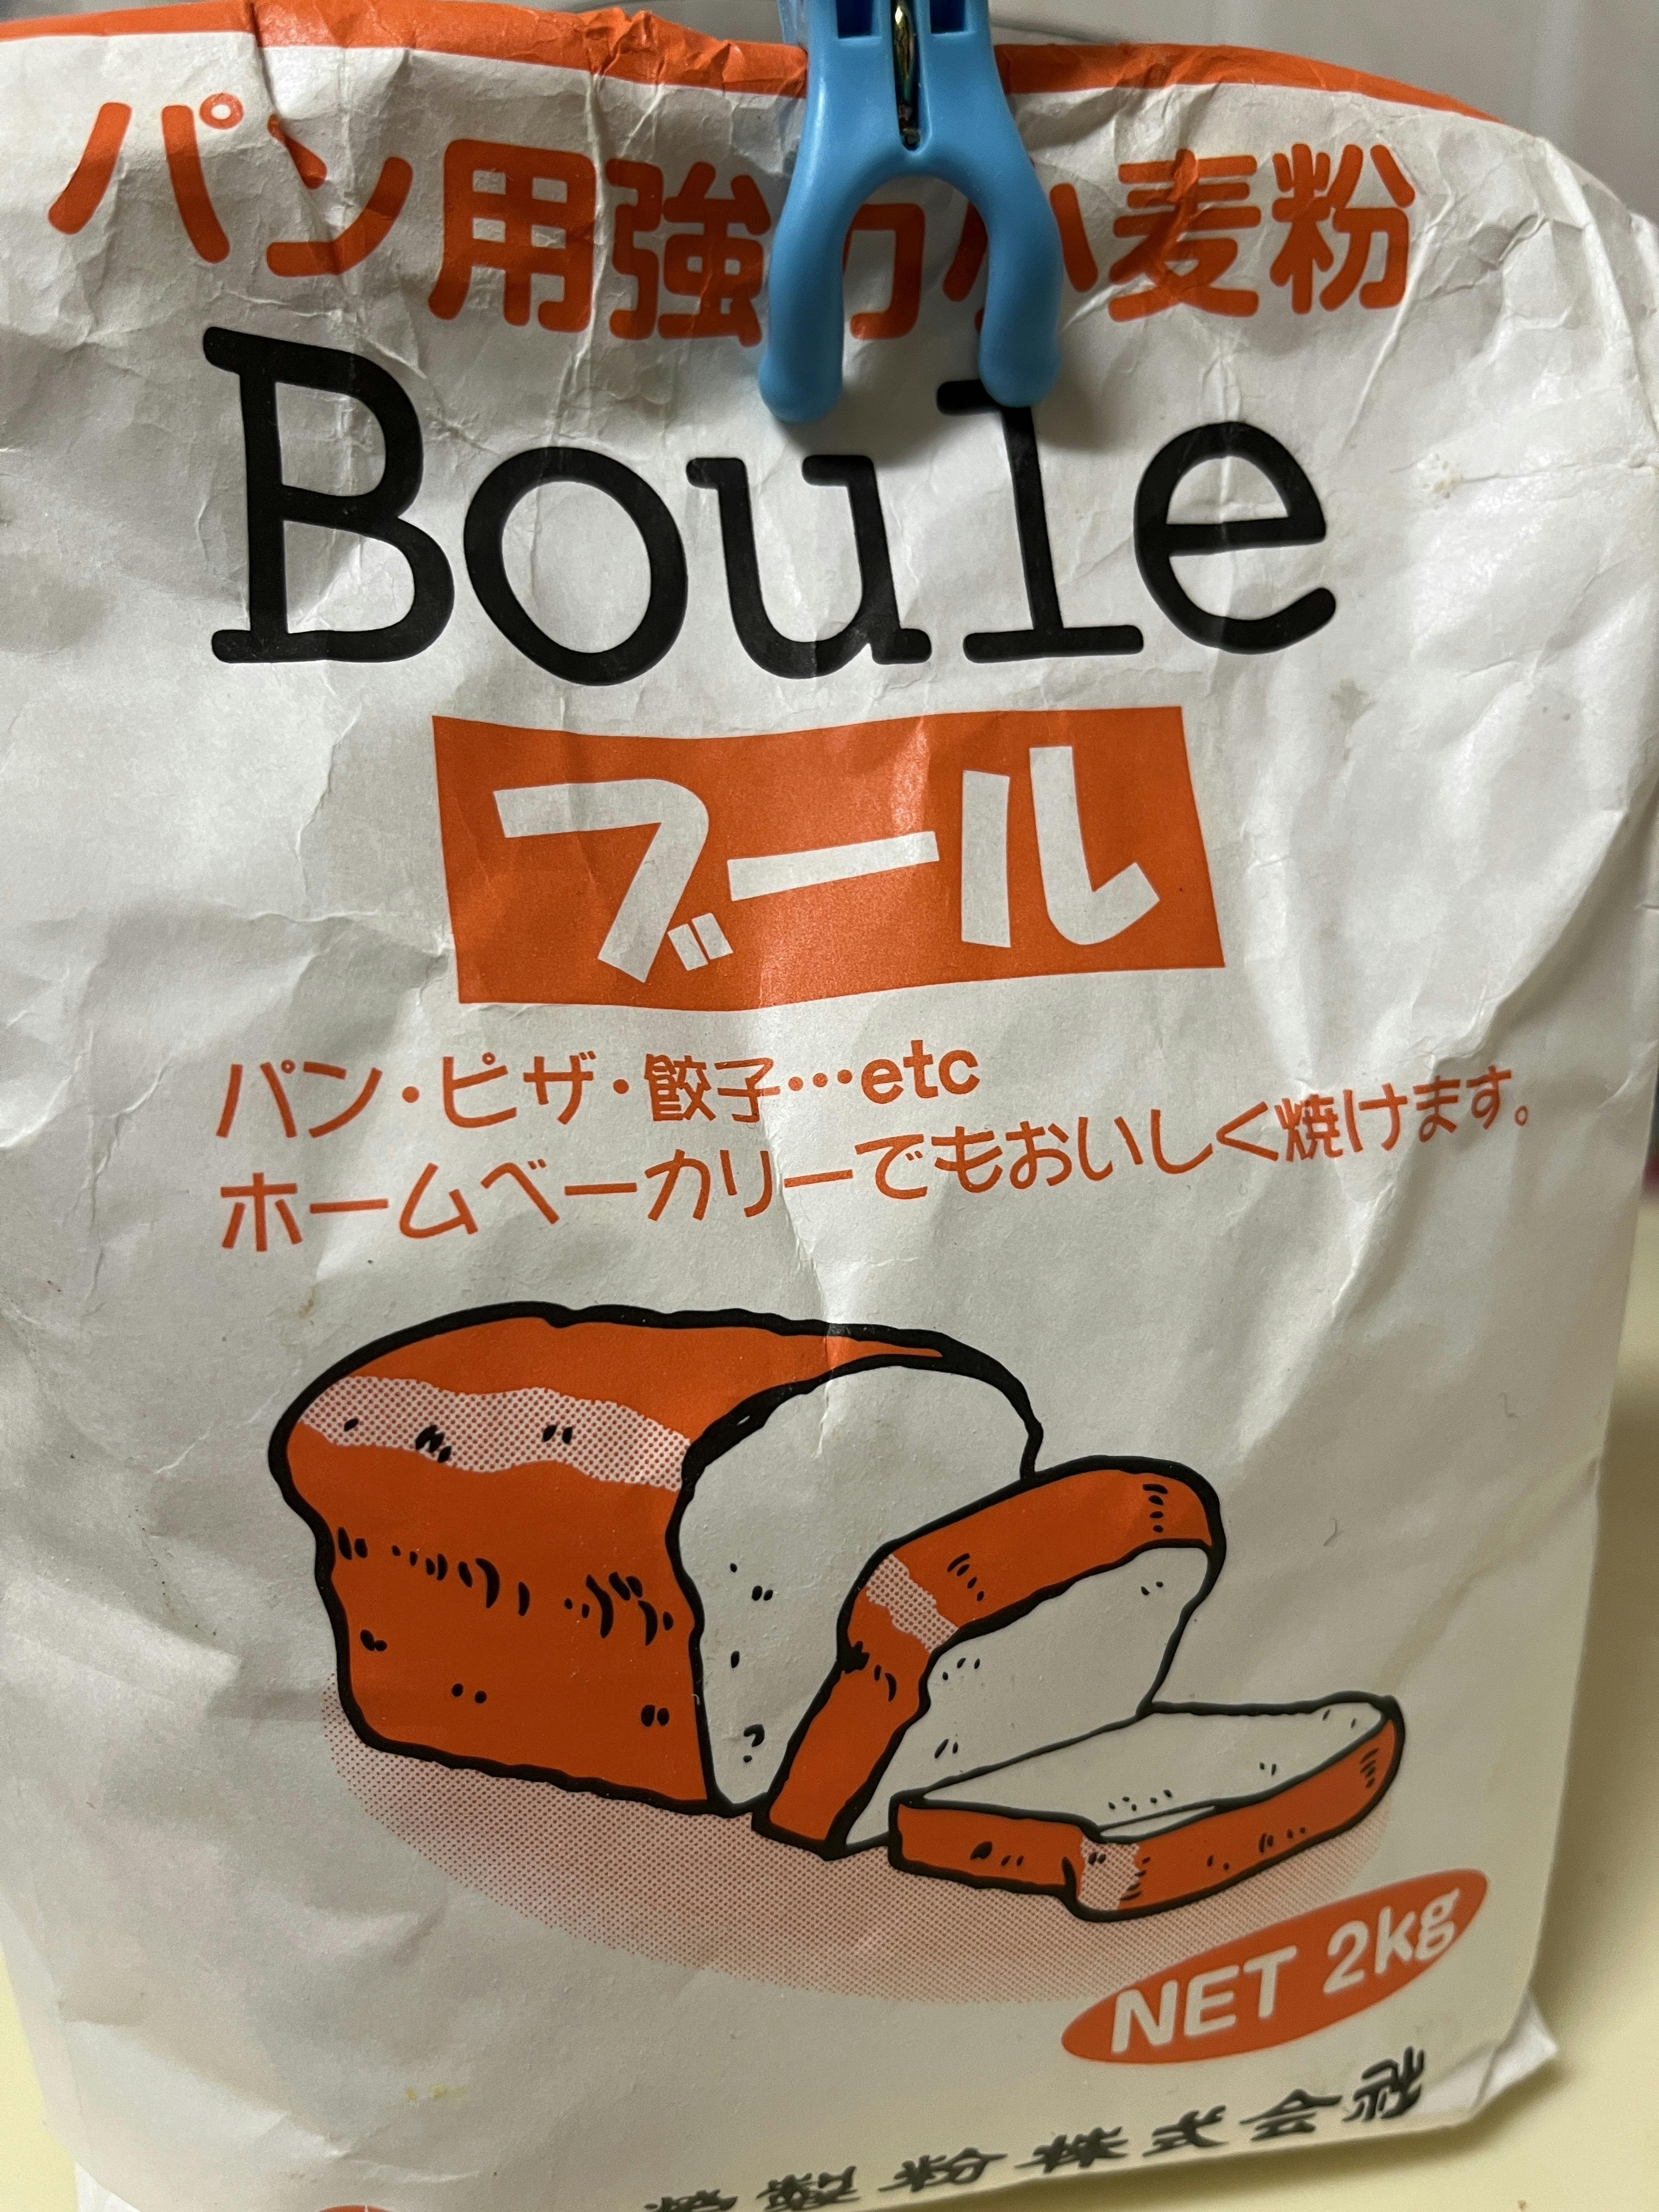 パン用強力小麦粉
Boule
ブール
パン・ピザ・餃子…etc
ホームベーカリーでもおいしく焼けます。
NET 2kg
製粉株式会社